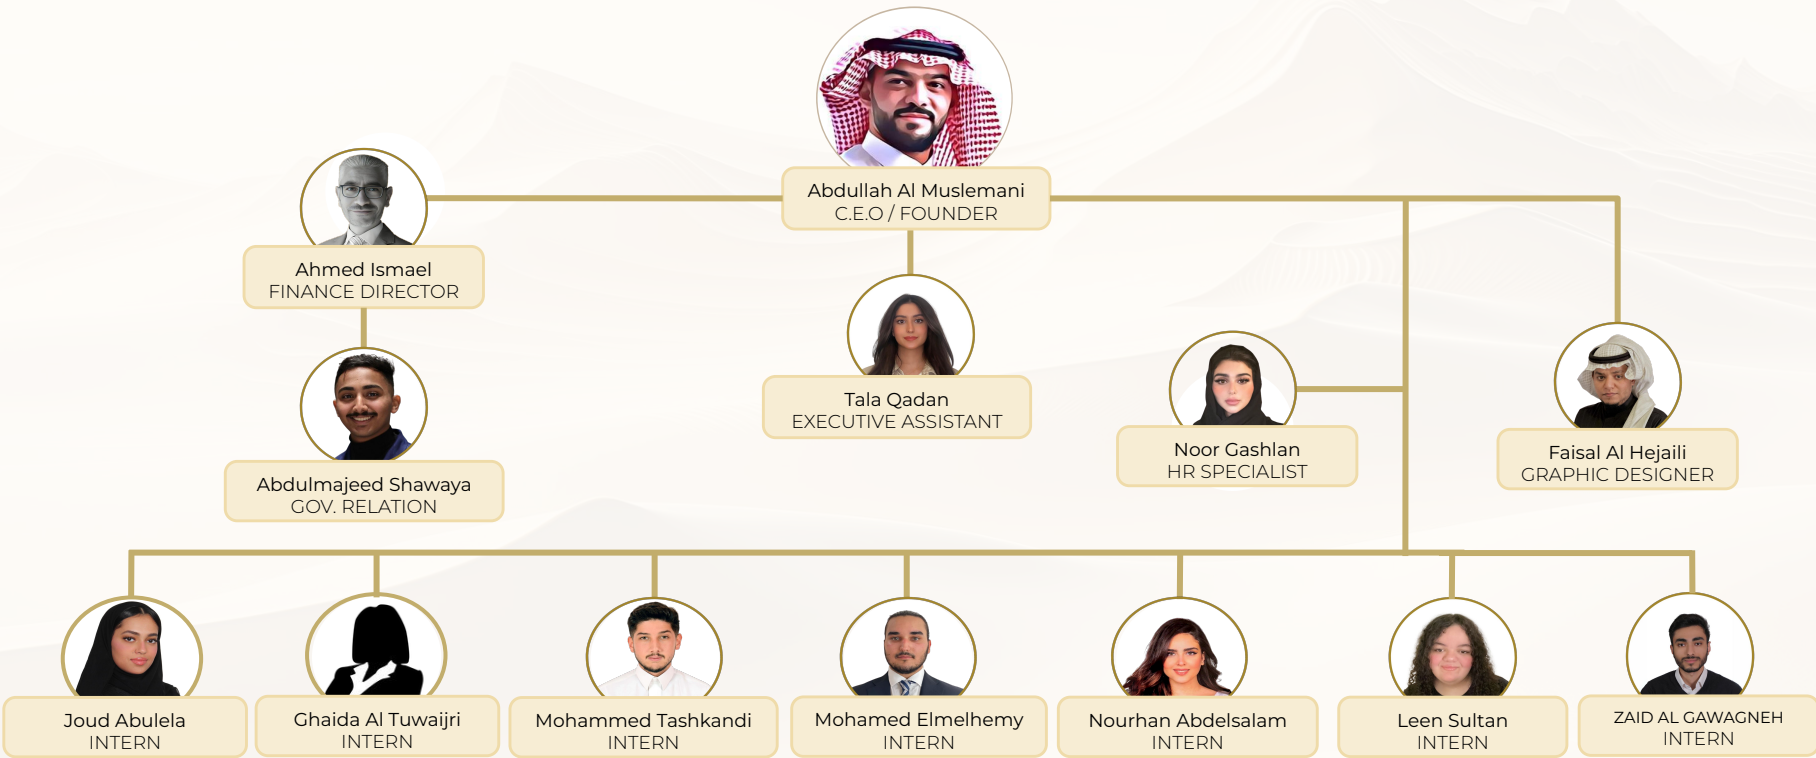 Abdullah Al Muslemani
C.E.O / FOUNDER
Ahmed Ismael
FINANCE DIRECTOR
Tala Qadan
EXECUTIVE ASSISTANT
Noor Gashlan
HR SPECIALIST
Faisal Al Hejaili
GRAPHIC DESIGNER
Abdulmajeed Shawaya
GOV. RELATION
Joud Abulela
INTERN
Ghaida Al Tuwaijri
INTERN
Mohammed Tashkandi
INTERN
Mohamed Elmelhemy
INTERN
Nourhan Abdelsalam
INTERN
Leen Sultan
INTERN
ZAID AL GAWAGNEH
INTERN